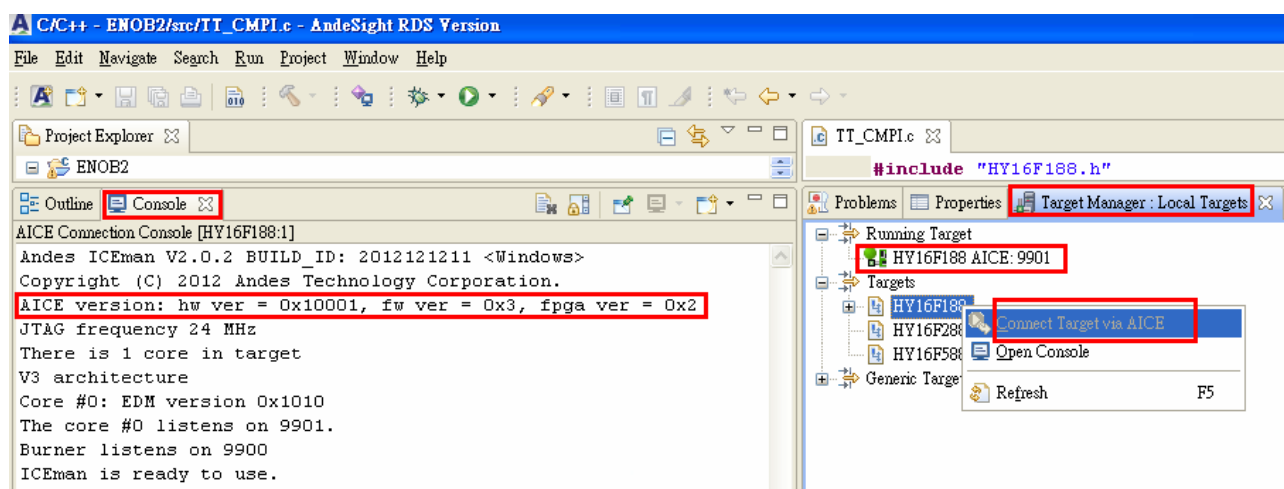 C/C++ - ENOB2/src/TT_CMPI.c - AndeSight RDS Version
File Edit Navigate Search Run Project Window Help
Project Explorer
ENOB2
TT_CMPI.c
#include "HY16F188.h"
Outline Console
AICE Connection Console [HY16F188:1]
Andes ICEman V2.0.2 BUILD_ID: 2012121211 <Windows>
Copyright (C) 2012 Andes Technology Corporation.
AICE version: hw ver = 0x10001, fw ver = 0x3, fpga ver = 0x2
JTAG frequency 24 MHz
There is 1 core in target
V3 architecture
Core #0: EDM version 0x1010
The core #0 listens on 9901.
Burner listens on 9900
ICEman is ready to use.
Problems Properties Target Manager : Local Targets
Running Target
HY16F188 AICE: 9901
Targets
HY16F188
HY16F288
HY16F588
Generic Targe
Connect Target via AICE
Open Console
Refresh F5